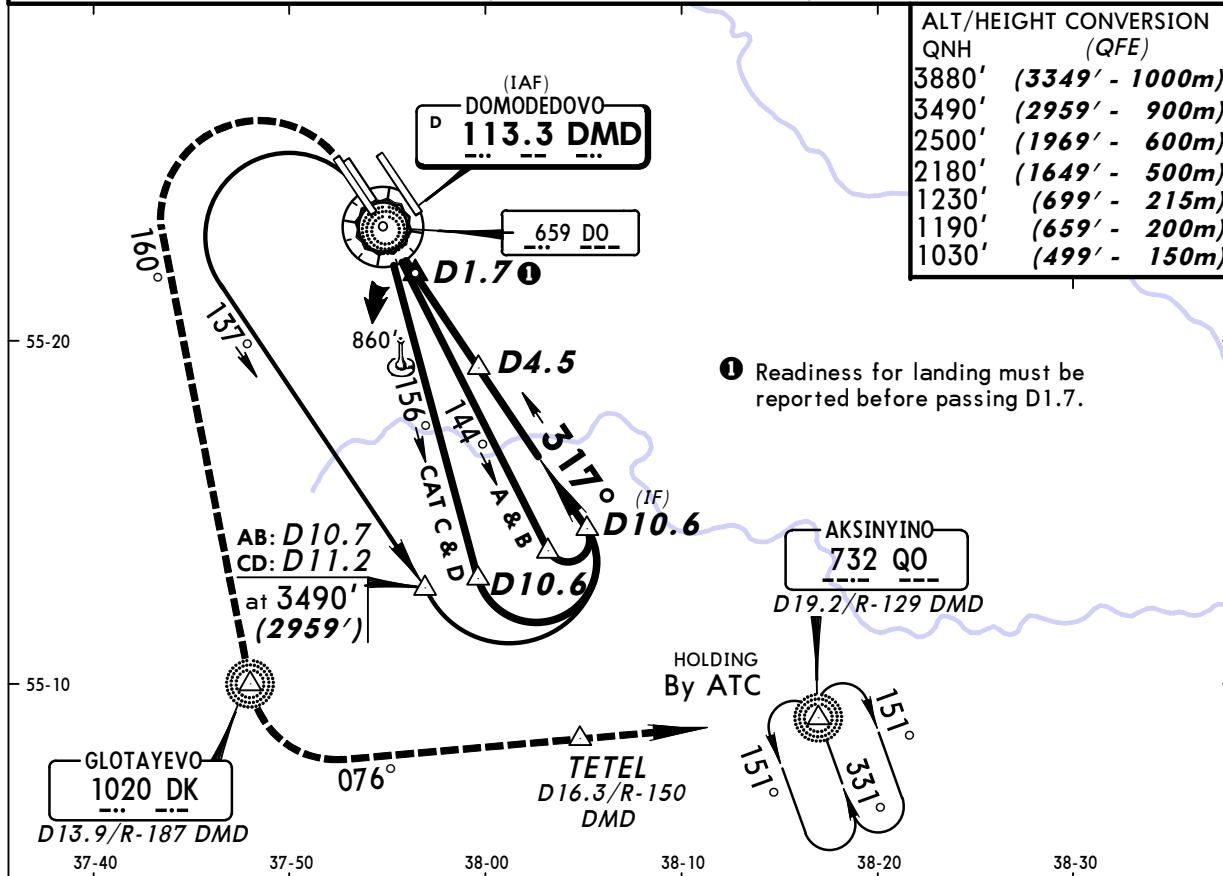 ALT/HEIGHT CONVERSION
QNH (QFE)
3880' (3349' - 1000m)
3490' (2959' - 900m)
2500' (1969' - 600m)
2180' (1649' - 500m)
1230' (699' - 215m)
1190' (659' - 200m)
1030' (499' - 150m)
(IAF)
DOMODEDOVO
D 113.3 DMD
659 DO
D1.7 ❶
160°
137°
860'
55-20
D4.5
❶ Readiness for landing must be
reported before passing D1.7.
156°
CAT C & D
144°
A & B
317°
(IF)
D10.6
AB: D10.7
CD: D11.2
at 3490'
(2959')
D10.6
AKSINYINO
732 QO
D19.2/R-129 DMD
55-10
HOLDING
By ATC
151°
151°
331°
GLOTAYEVO
1020 DK
D13.9/R-187 DMD
076°
TETEL
D16.3/R-150
DMD
37-40 37-50 38-00 38-10 38-20 38-30